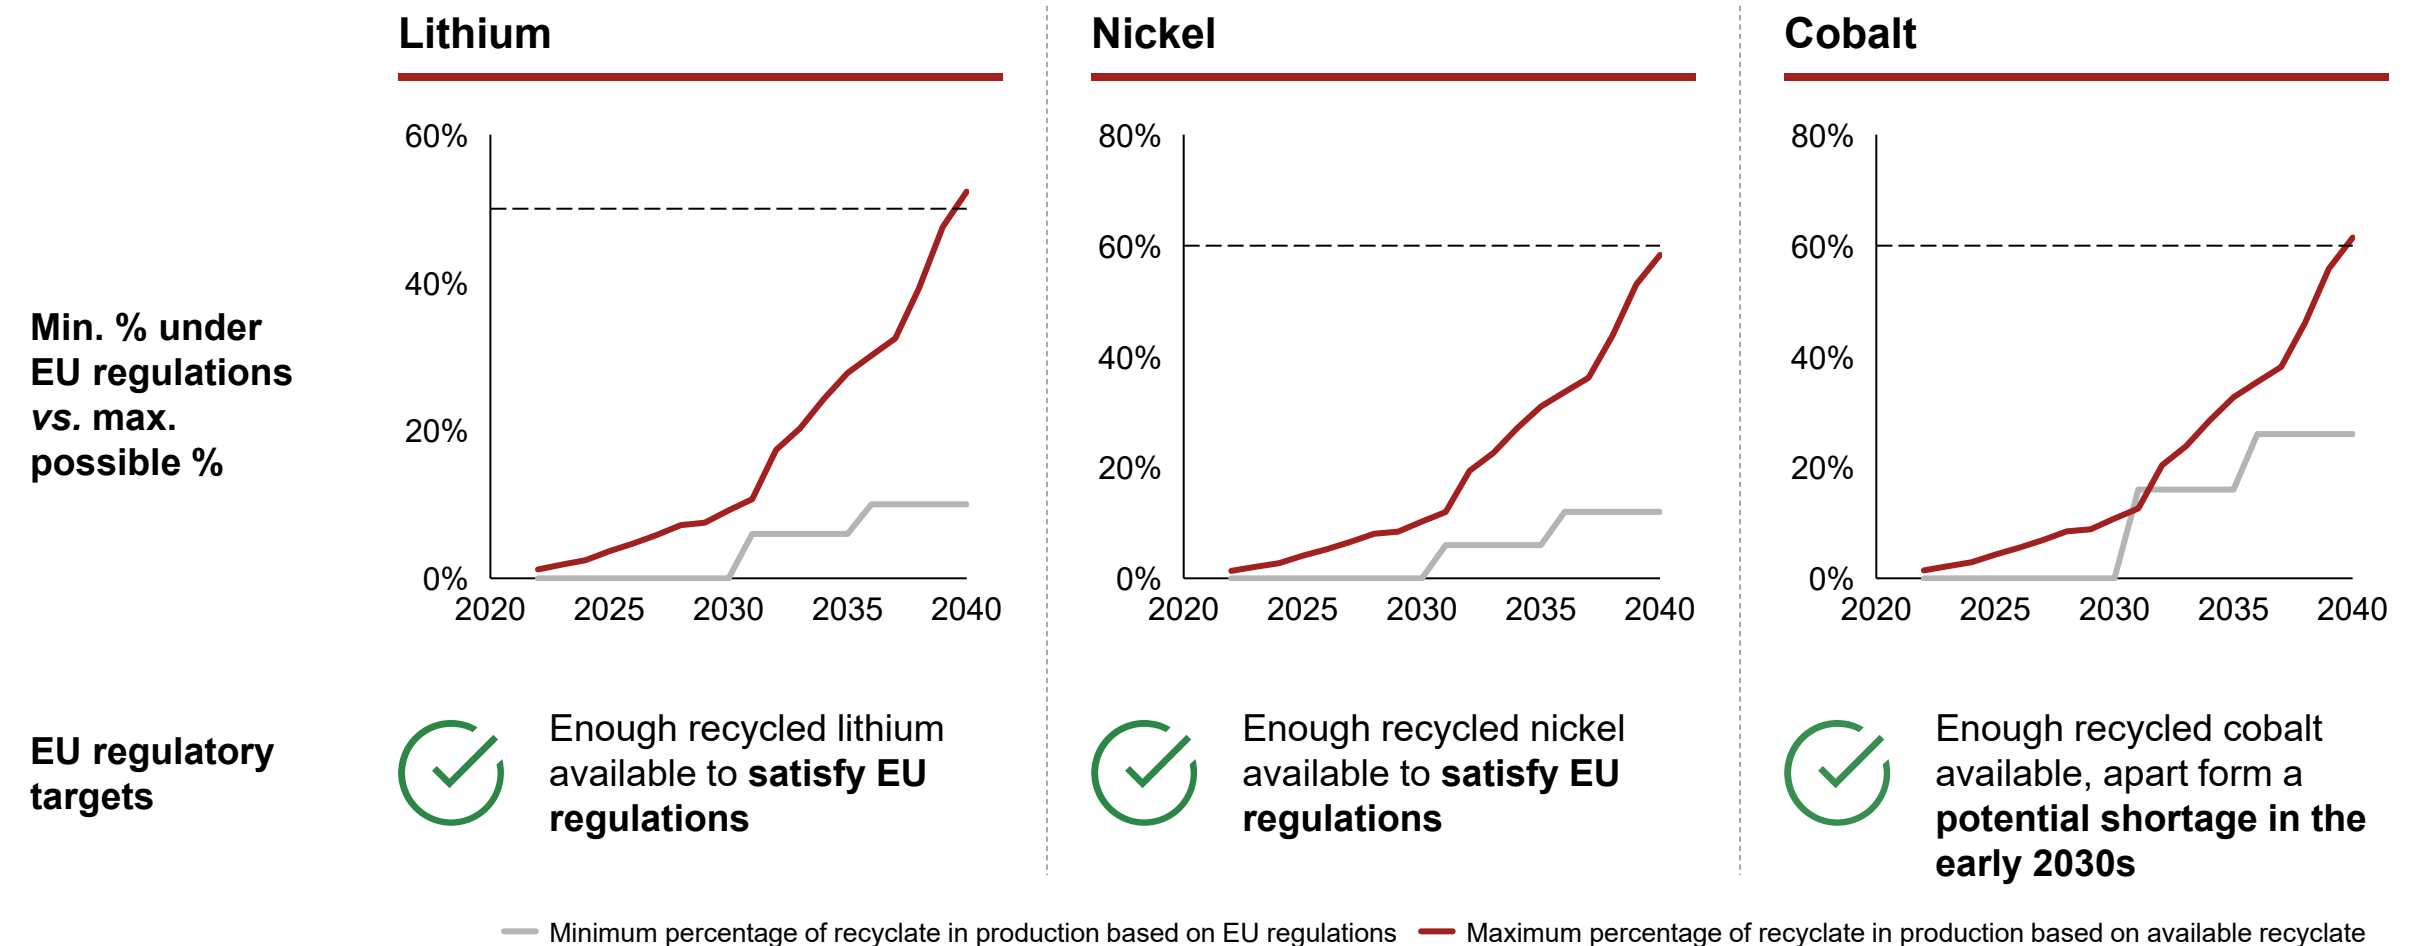 Lithium
Nickel
Cobalt
Min. % under
EU regulations
vs. max.
possible %
60%
40%
20%
0%
2020 2025 2030 2035 2040
80%
60%
40%
20%
0%
2020 2025 2030 2035 2040
80%
60%
40%
20%
0%
2020 2025 2030 2035 2040
EU regulatory
targets
Enough recycled lithium
available to satisfy EU
regulations
Enough recycled nickel
available to satisfy EU
regulations
Enough recycled cobalt
available, apart form a
potential shortage in the
early 2030s
Minimum percentage of recyclate in production based on EU regulations
Maximum percentage of recyclate in production based on available recyclate